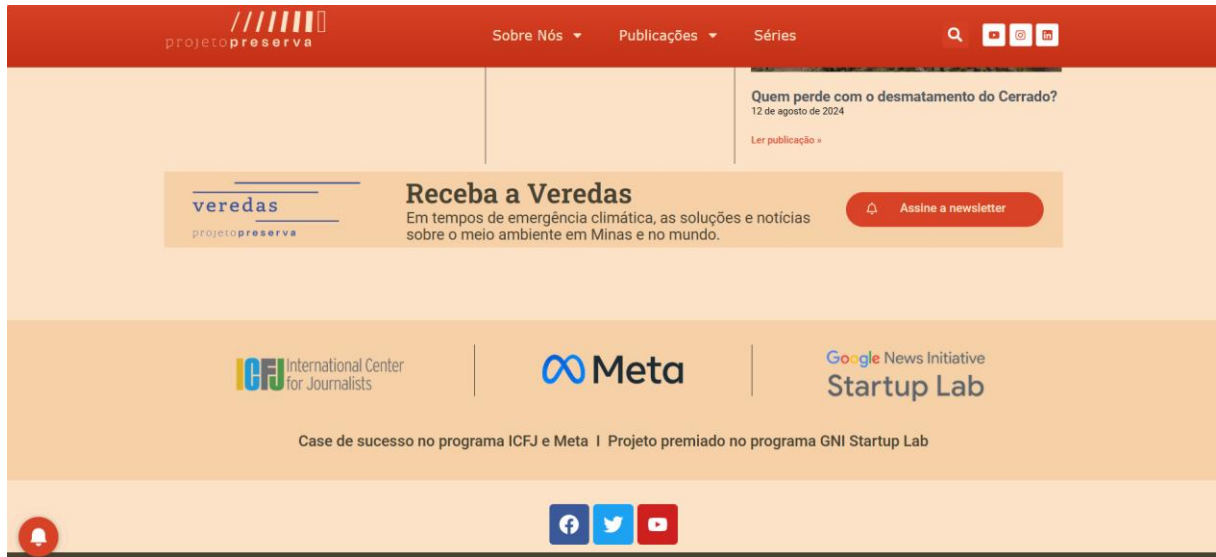 projetopreserva
Sobre Nós
Publicações
Séries
Quem perde com o desmatamento do Cerrado?
12 de agosto de 2024
Ler publicação »
veredas
projetopreserva
Receba a Veredas
Em tempos de emergência climática, as soluções e notícias
sobre o meio ambiente em Minas e no mundo.
Assine a newsletter
ICFJ International Center
for Journalists
Meta
Google News Initiative
Startup Lab
Case de sucesso no programa ICFJ e Meta I Projeto premiado no programa GNI Startup Lab